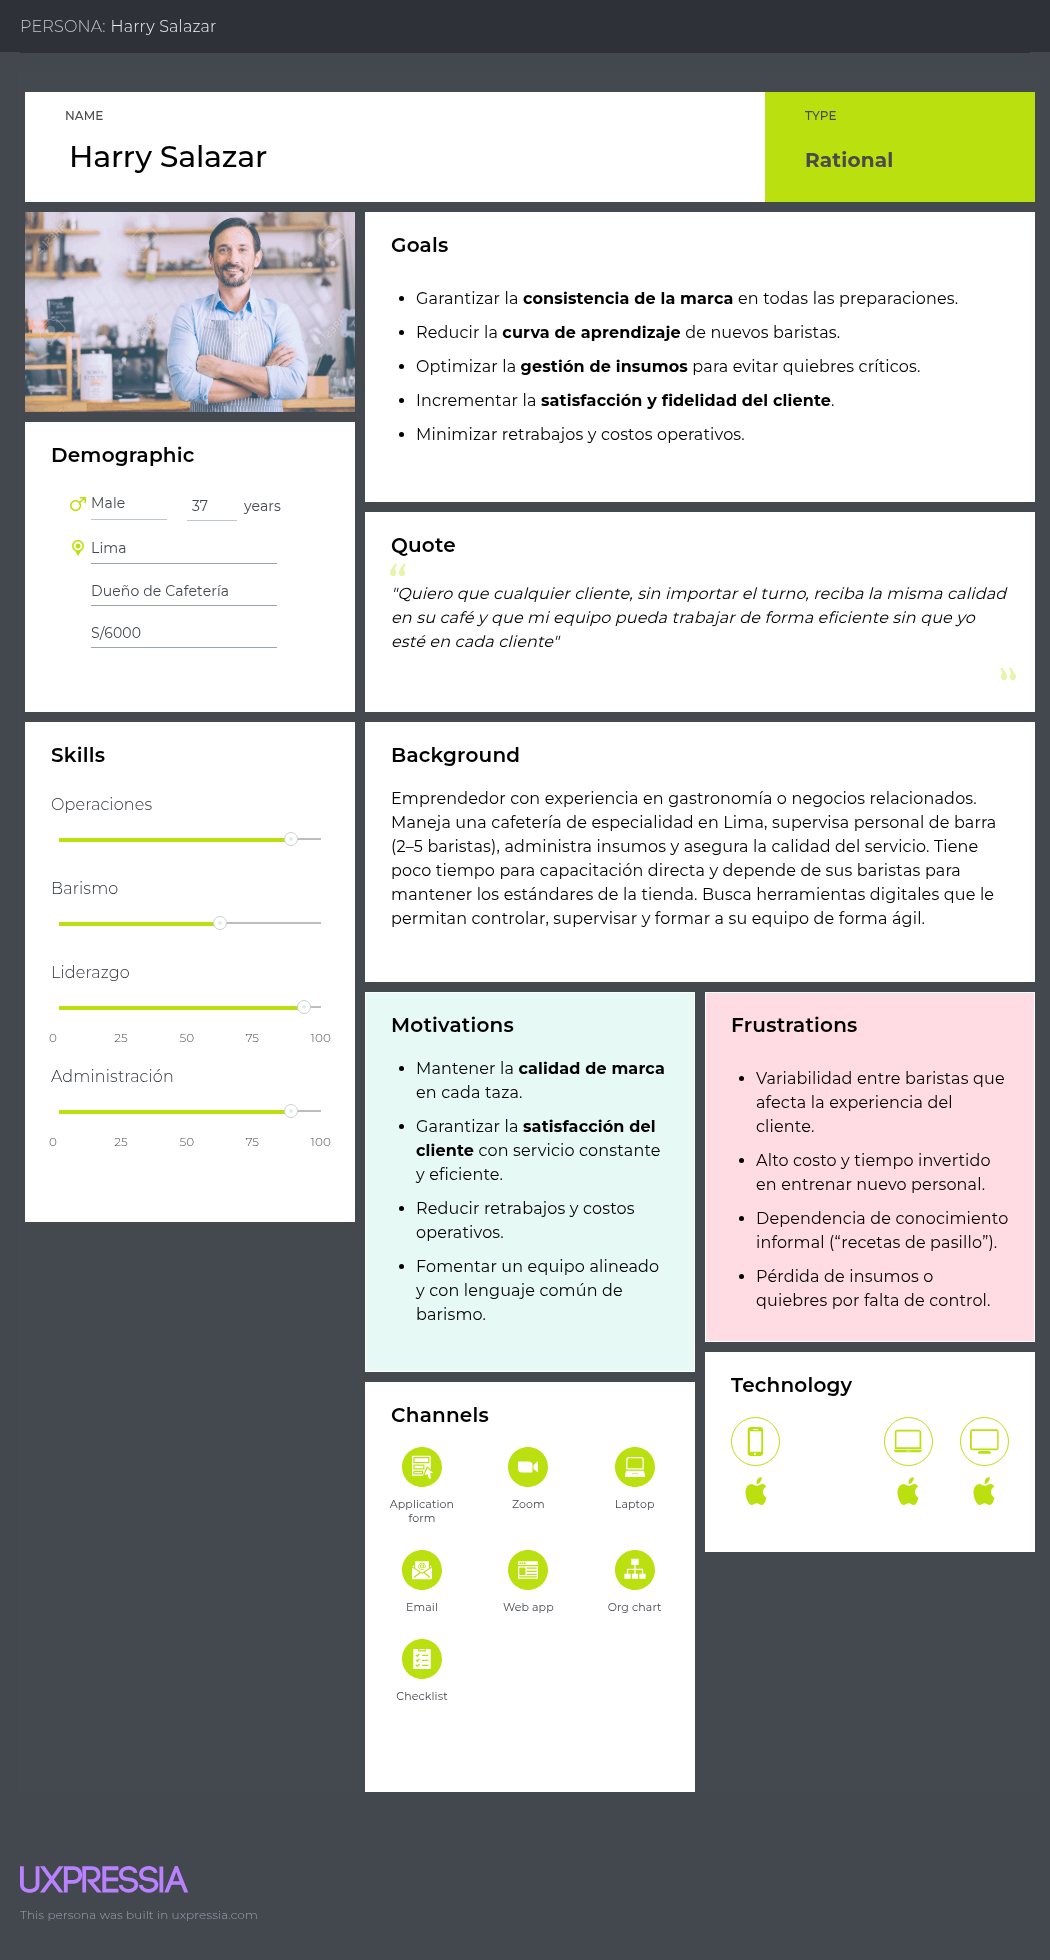 PERSONA: Harry Salazar
NAME
Harry Salazar
TYPE
Rational
Goals
• Garantizar la consistencia de la marca en todas las preparaciones.
• Reducir la curva de aprendizaje de nuevos baristas.
• Optimizar la gestión de insumos para evitar quiebres críticos.
• Incrementar la satisfacción y fidelidad del cliente.
• Minimizar retrabajos y costos operativos.
Demographic
Male
37 years
Lima
Dueño de Cafetería
S/6000
Quote
"Quiero que cualquier cliente, sin importar el turno, reciba la misma calidad
en su café y que mi equipo pueda trabajar de forma eficiente sin que yo
esté en cada cliente"
Skills
Operaciones
Barismo
Liderazgo
0 25 50 75 100
Administración
0 25 50 75 100
Background
Emprendedor con experiencia en gastronomía o negocios relacionados.
Maneja una cafetería de especialidad en Lima, supervisa personal de barra
(2–5 baristas), administra insumos y asegura la calidad del servicio. Tiene
poco tiempo para capacitación directa y depende de sus baristas para
mantener los estándares de la tienda. Busca herramientas digitales que le
permitan controlar, supervisar y formar a su equipo de forma ágil.
Motivations
• Mantener la calidad de marca
en cada taza.
• Garantizar la satisfacción del
cliente con servicio constante
y eficiente.
• Reducir retrabajos y costos
operativos.
• Fomentar un equipo alineado
y con lenguaje común de
barismo.
Frustrations
• Variabilidad entre baristas que
afecta la experiencia del
cliente.
• Alto costo y tiempo invertido
en entrenar nuevo personal.
• Dependencia de conocimiento
informal (“recetas de pasillo”).
• Pérdida de insumos o
quiebres por falta de control.
Channels
Application
form
Zoom
Laptop
Email
Web app
Org chart
Checklist
Technology
UXPRESSIA
This persona was built in uxpressia.com